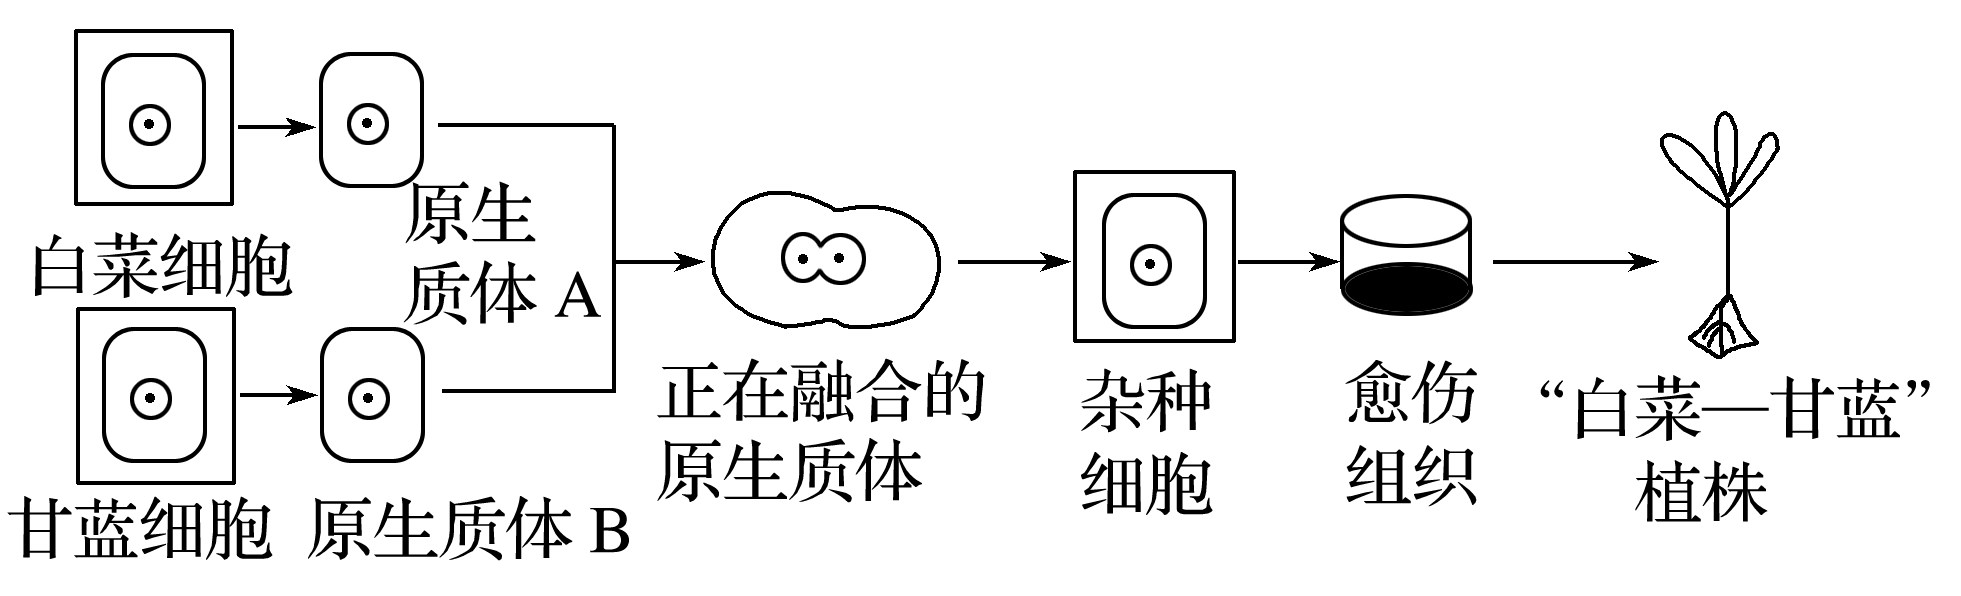 白菜细胞
原生
质体 A
甘蓝细胞
原生质体 B
正在融合的
原生质体
杂种
细胞
愈伤
组织
“白菜—甘蓝”
植株